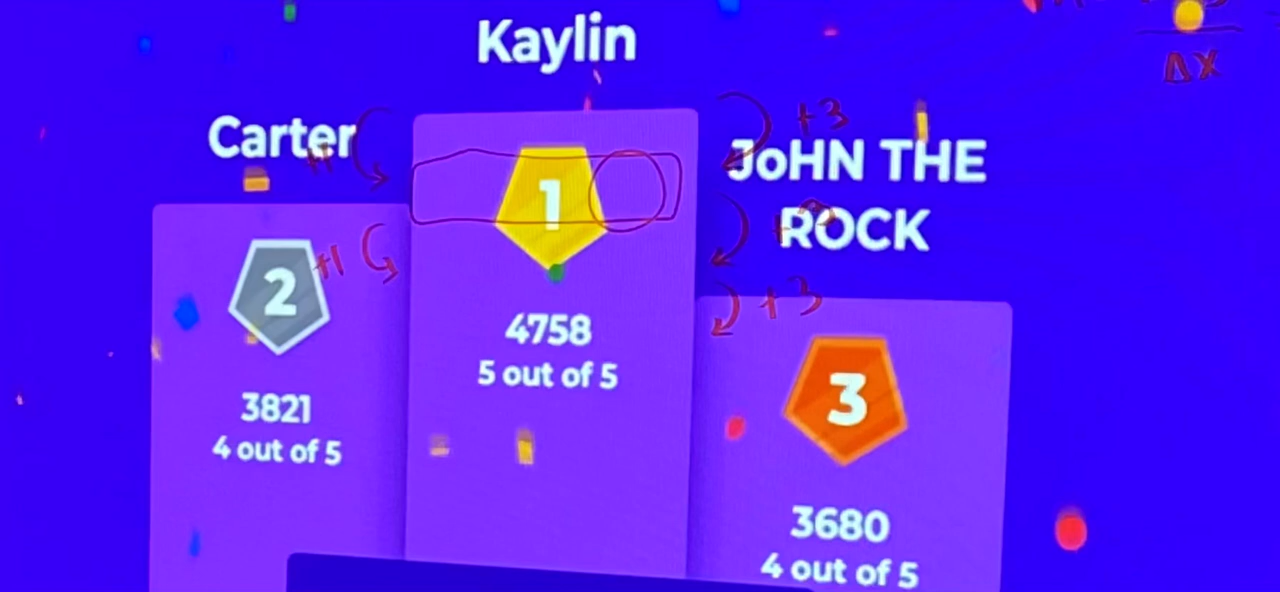 Kaylin
1
4758
5 out of 5
Carter
2
3821
4 out of 5
JoHN THE
ROCK
3
3680
4 out of 5
+1
+1
+3
+3
+3
ΔX